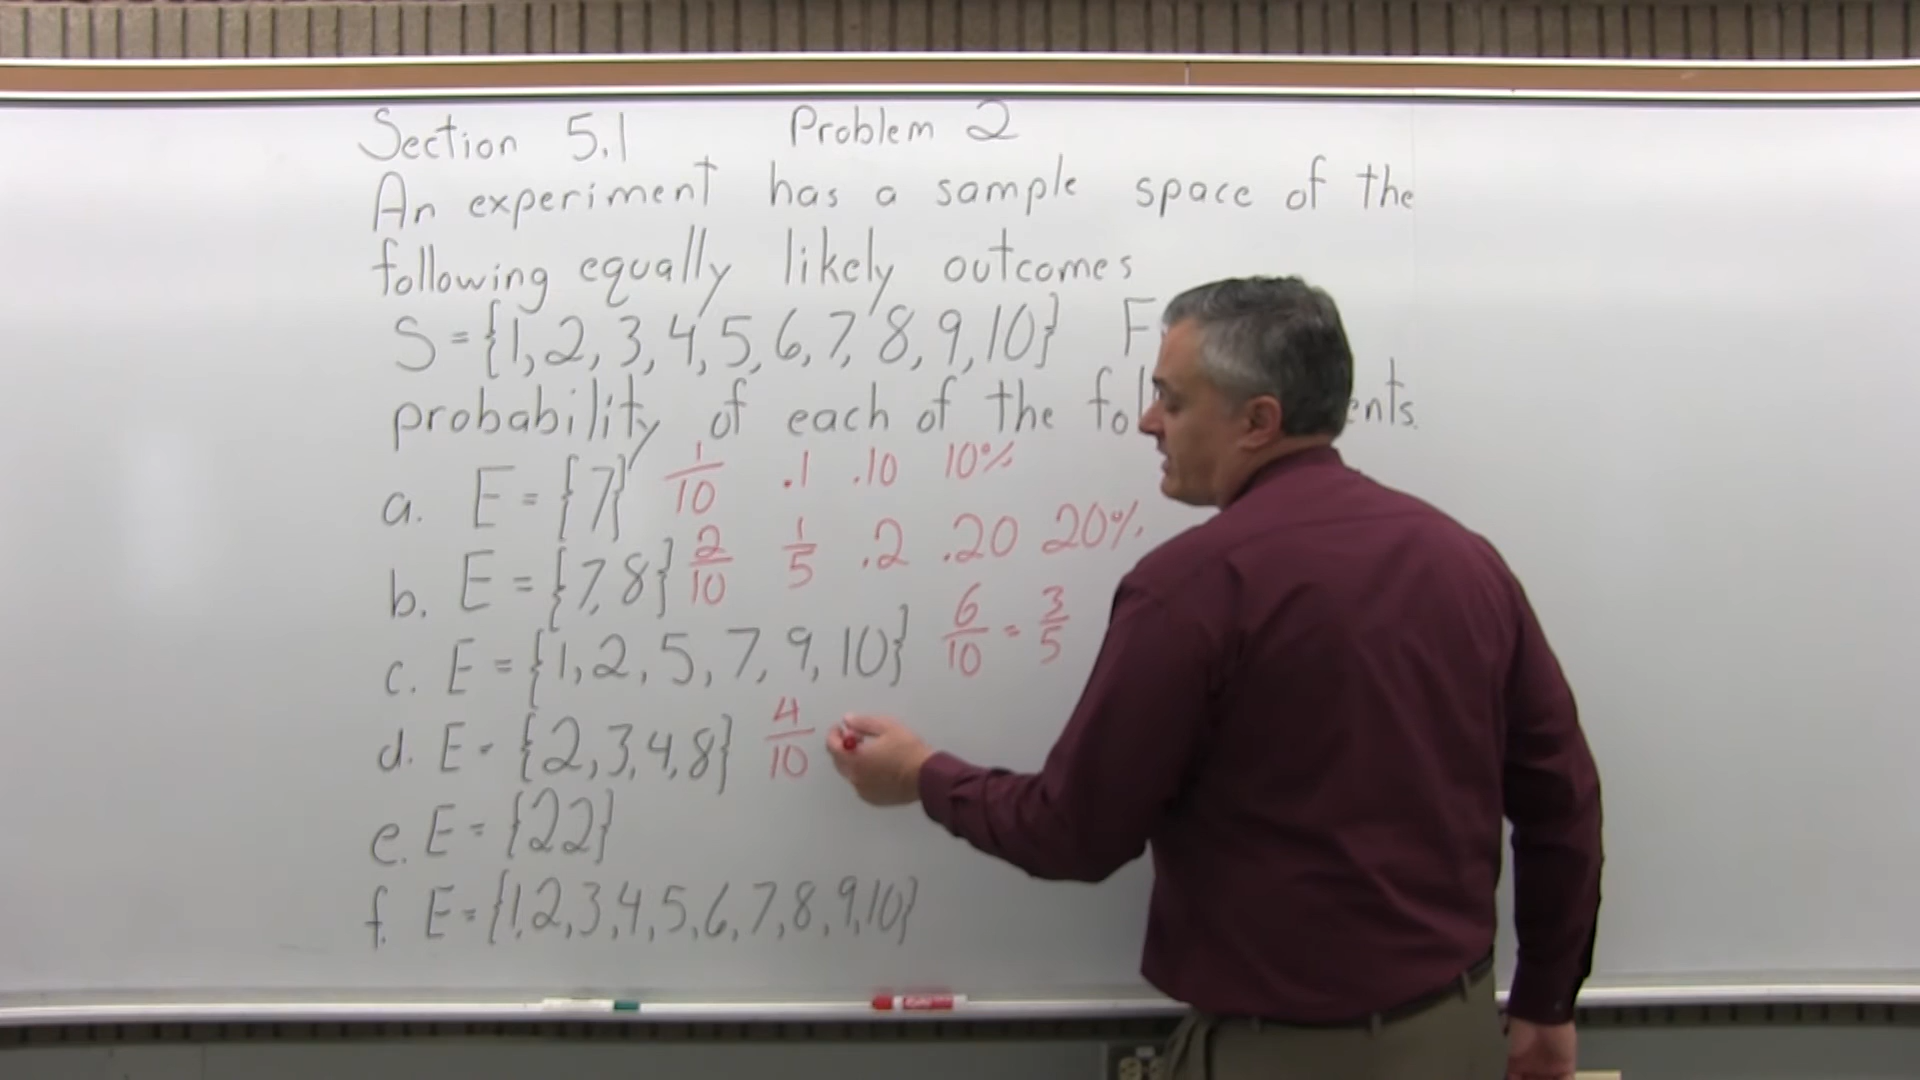 Section 5.1 Problem 2
An experiment has a sample space of the
following equally likely outcomes
S={1,2,3,4,5,6,7,8,9,10}
probability of each of the
a. E={7} 1/10 .1 .10 10%
b. E={7,8} 2/10 1/5 .2 .20 20%
c. E={1,2,5,7,9,10} 6/10 = 3/5
d. E={2,3,4,8} 4/10
e. E={22}
f. E={1,2,3,4,5,6,7,8,9,10}